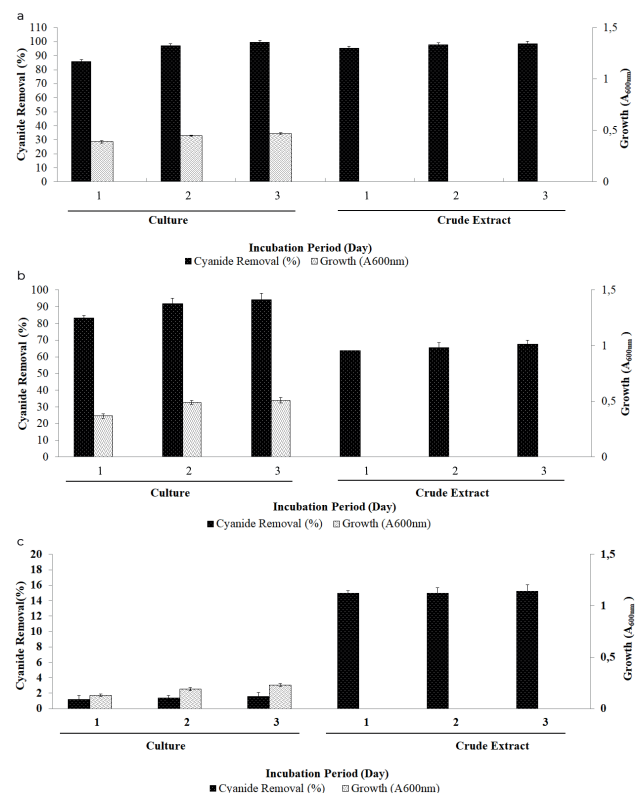 a
Cyanide Removal (%)
110
100
90
80
70
60
50
40
30
20
10
0
1,5
1
0,5
0
Growth (A600nm)
1 2 3 1 2 3
Culture Crude Extract
Incubation Period (Day)
Cyanide Removal (%) Growth (A600nm)
b
Cyanide Removal (%)
100
90
80
70
60
50
40
30
20
10
0
1,5
1
0,5
0
Growth (A600nm )
1 2 3 1 2 3
Culture Crude Extract
Incubation Period (Day)
Cyanide Removal (%) Growth (A600nm)
c
Cyanide Removal(%)
20
18
16
14
12
10
8
6
4
2
0
1,5
1
0,5
0
Growth (A600nm )
1 2 3 1 2 3
Culture Crude Extract
Incubation Period (Day)
Cyanide Removal (%) Growth (A600nm)